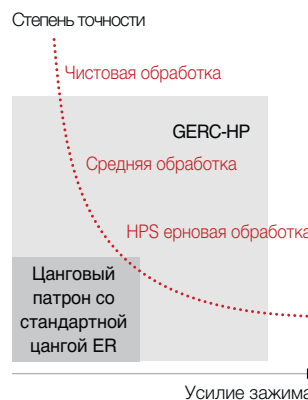 Степень точности
Чистовая обработка
GERC-HP
Средняя обработка
HPS ерновая обработка
Цанговый
патрон со
стандартной
цангой ER
Усилие зажима